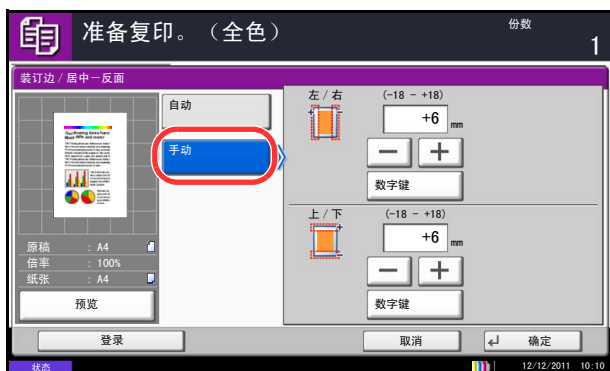 准备复印。（全色）
份数
1
装订边/居中－反面
自动
手动
左/右
(-18 - +18)
+6 mm
数字键
上/下
(-18 - +18)
+6 mm
数字键
原稿 : A4
倍率 : 100%
纸张 : A4
预览
登录
取消
确定
状态
12/12/2011 10:10